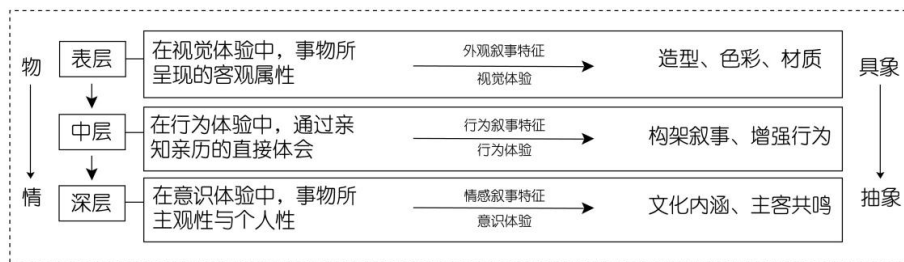 物
情
表层
在视觉体验中，事物所
呈现的客观属性
外观叙事特征
视觉体验
造型、色彩、材质
中层
在行为体验中，通过亲
知亲历的直接体会
行为叙事特征
行为体验
构架叙事、增强行为
深层
在意识体验中，事物所
主观性与个人性
情感叙事特征
意识体验
文化内涵、主客共鸣
具象
抽象